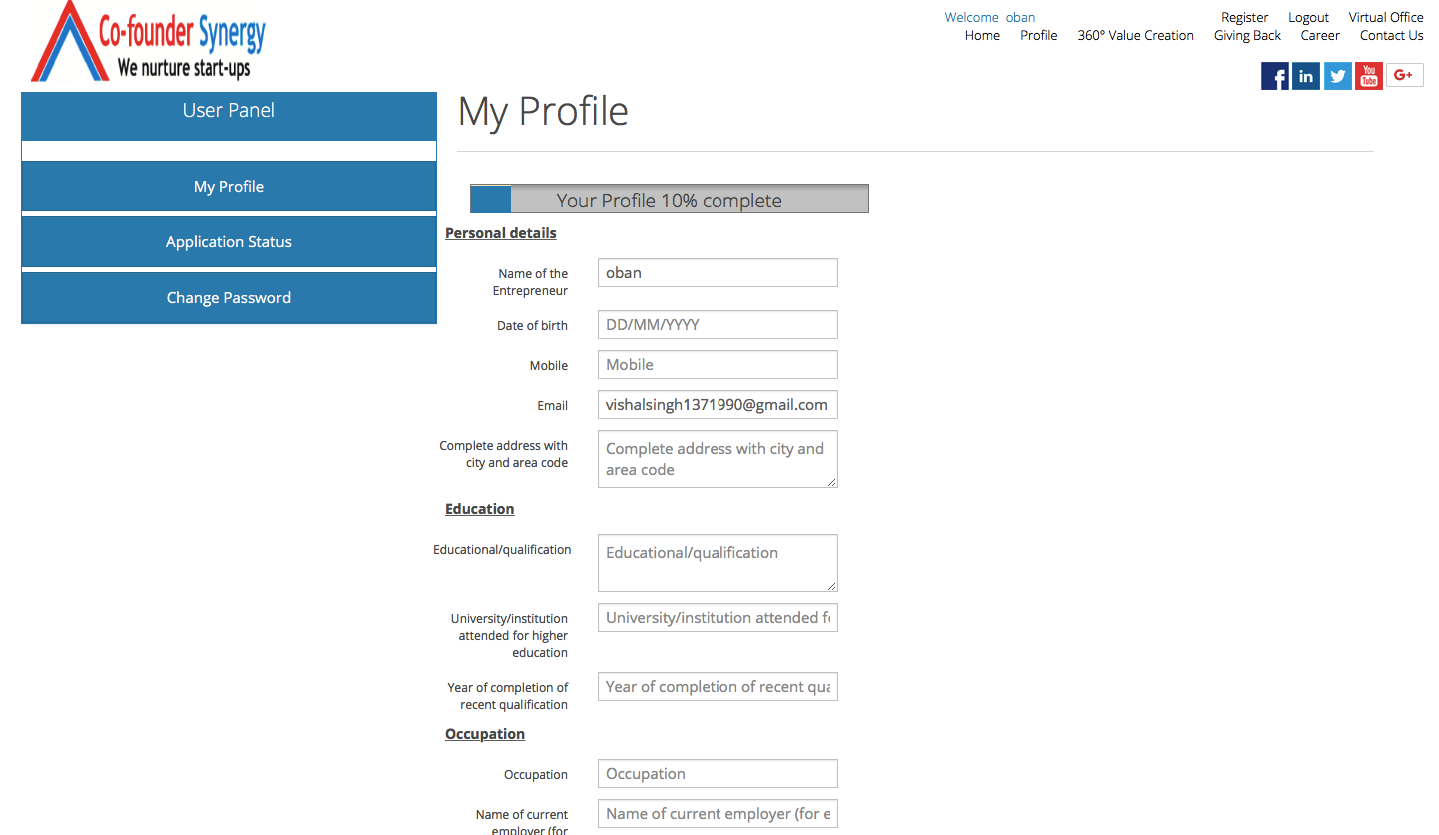 Co-founder Synergy
We nurture start-ups
Welcome oban
Register Logout Virtual Office
Home Profile 360° Value Creation Giving Back Career Contact Us
f in You Tube G+
User Panel
My Profile
Application Status
Change Password
My Profile
Your Profile 10% complete
Personal details
Name of the
Entrepreneur
oban
Date of birth
DD/MM/YYYY
Mobile
Mobile
Email
vishalsingh1371990@gmail.com
Complete address with
city and area code
Complete address with city and
area code
Education
Educational/qualification
Educational/qualification
University/institution
attended for higher
education
University/institution attended f
Year of completion of
recent qualification
Year of completion of recent qua
Occupation
Occupation
Occupation
Name of current
employer (for
Name of current employer (for e